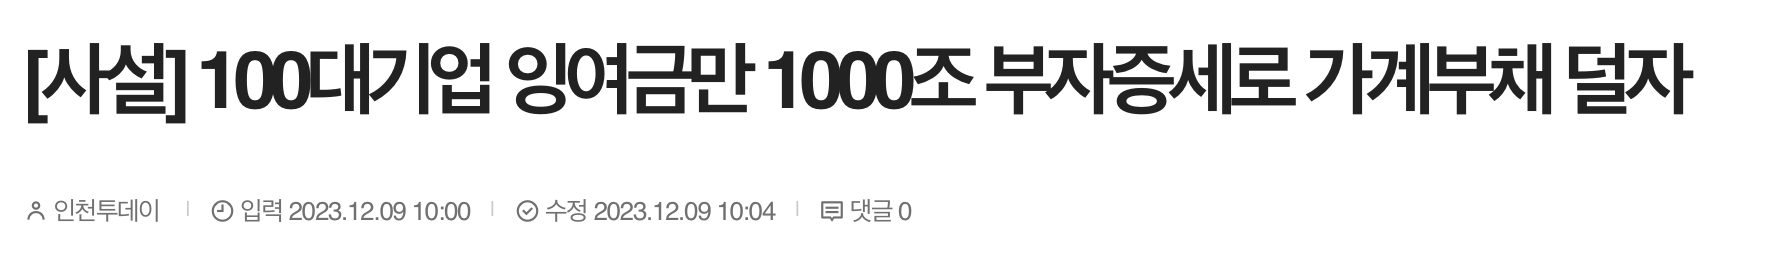 [사설] 100대기업 잉여금만 1000조 부자증세로 가계부채 덜자
인천투데이 | 입력 2023.12.09 10:00 | 수정 2023.12.09 10:04 | 댓글 0